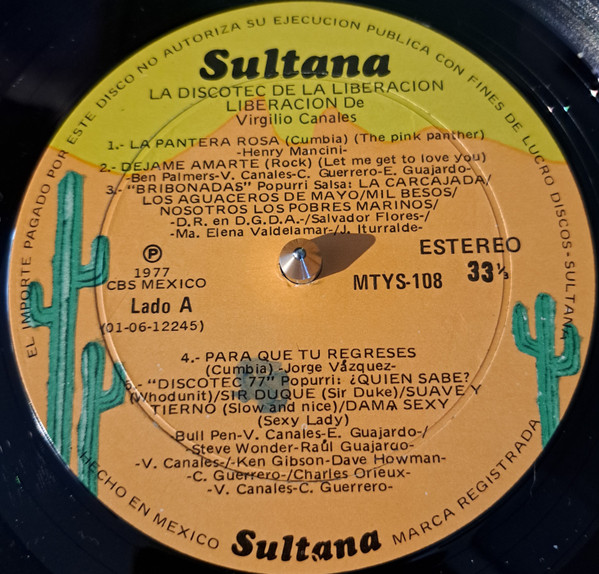 EL IMPORTE PAGADO POR ESTE DISCO NO AUTORIZA SU EJECUCION PUBLICA CON FINES DE LUCRO DISCOS - SULTANA
Sultana
LA DISCOTEC DE LA LIBERACION
LIBERACION De
Virgilio Canales
1.- LA PANTERA ROSA (Cumbia) (The pink panther)
-Henry Mancini-
2.- DEJAME AMARTE (Rock) (Let me get to love you)
-Ben Palmers-V. Canales-C. Guerrero-E. Guajardo-
3.- "BRIBONADAS" Popurri Salsa: LA CARCAJADA/
LOS AGUACEROS DE MAYO/MIL BESOS/
NOSOTROS LOS POBRES MARINOS/
-D.R. en D.G.D.A.-/Salvador Flores-/
-Ma. Elena Valdelamar-/J. Iturralde-
ESTEREO
Ⓟ
1977
CBS MEXICO
MTYS-108
33⅓
Lado A
(01-06-12245)
4.- PARA QUE TU REGRESES
(Cumbia) -Jorge Vázquez-
5.- "DISCOTEC 77" Popurri: ¿QUIEN SABE?
(Whodunit)/SIR DUQUE (Sir Duke)/SUAVE Y
TIERNO (Slow and nice)/DAMA SEXY
(Sexy Lady)
Bull Pen-V. Canales-E. Guajardo-/
-Steve Wonder-Raúl Guajardo-
-V. Canales-/-Ken Gibson-Dave Howman-
-C. Guerrero-/Charles Orieux-
-V. Canales-C. Guerrero-
HECHO EN MEXICO
Sultana
MARCA REGISTRADA